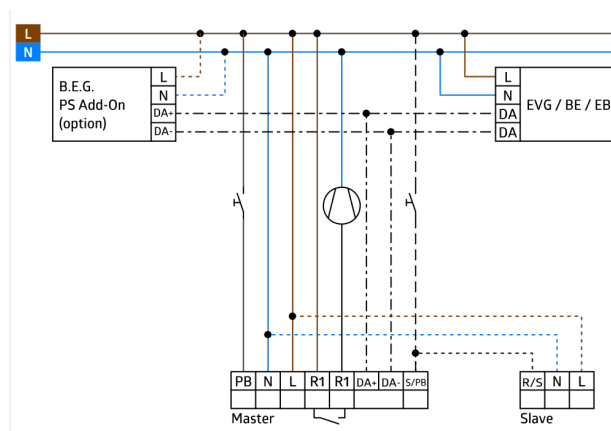 L
N
B.E.G.
PS Add-On
(option)
L
N
DA+
DA-
L
N
DA
DA
EVG / BE / EB
PB N L R1 R1 DA+ DA- S/PB
Master
R/S N L
Slave